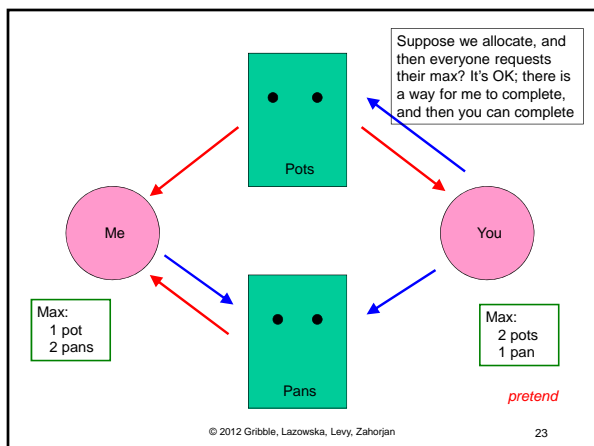 Suppose we allocate, and
then everyone requests
their max? It's OK; there is
a way for me to complete,
and then you can complete
Pots
Me
You
Max:
1 pot
2 pans
Pans
Max:
2 pots
1 pan
pretend
© 2012 Gribble, Lazowska, Levy, Zahorjan
23